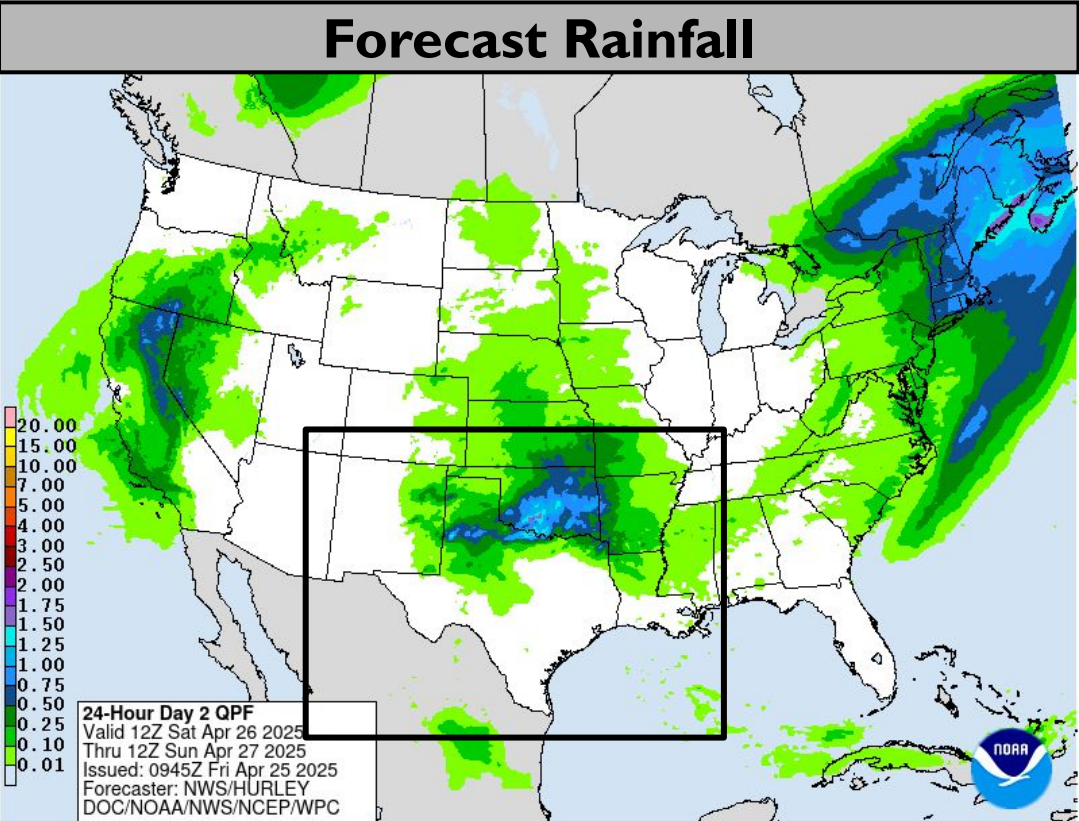 Forecast Rainfall
20.00
15.00
10.00
7.00
5.00
4.00
3.00
2.50
2.00
1.75
1.50
1.25
1.00
0.75
0.50
0.25
0.10
0.01
24-Hour Day 2 QPF
Valid 12Z Sat Apr 26 2025
Thru 12Z Sun Apr 27 2025
Issued: 0945Z Fri Apr 25 2025
Forecaster: NWS/HURLEY
DOC/NOAA/NWS/NCEP/WPC
NOAA